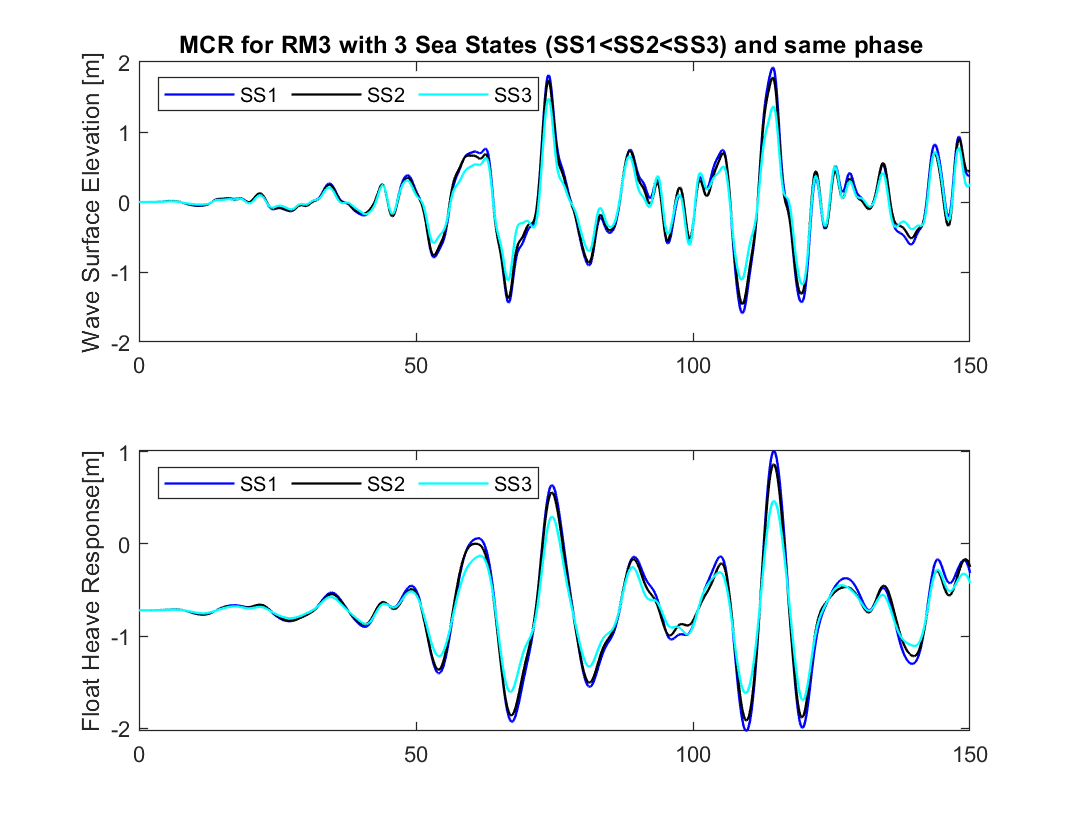 MCR for RM3 with 3 Sea States (SS1<SS2<SS3) and same phase
Wave Surface Elevation [m]
2
1
0
-1
-2
SS1 SS2 SS3
0 50 100 150
Float Heave Response[m]
1
0
-1
-2
SS1 SS2 SS3
0 50 100 150